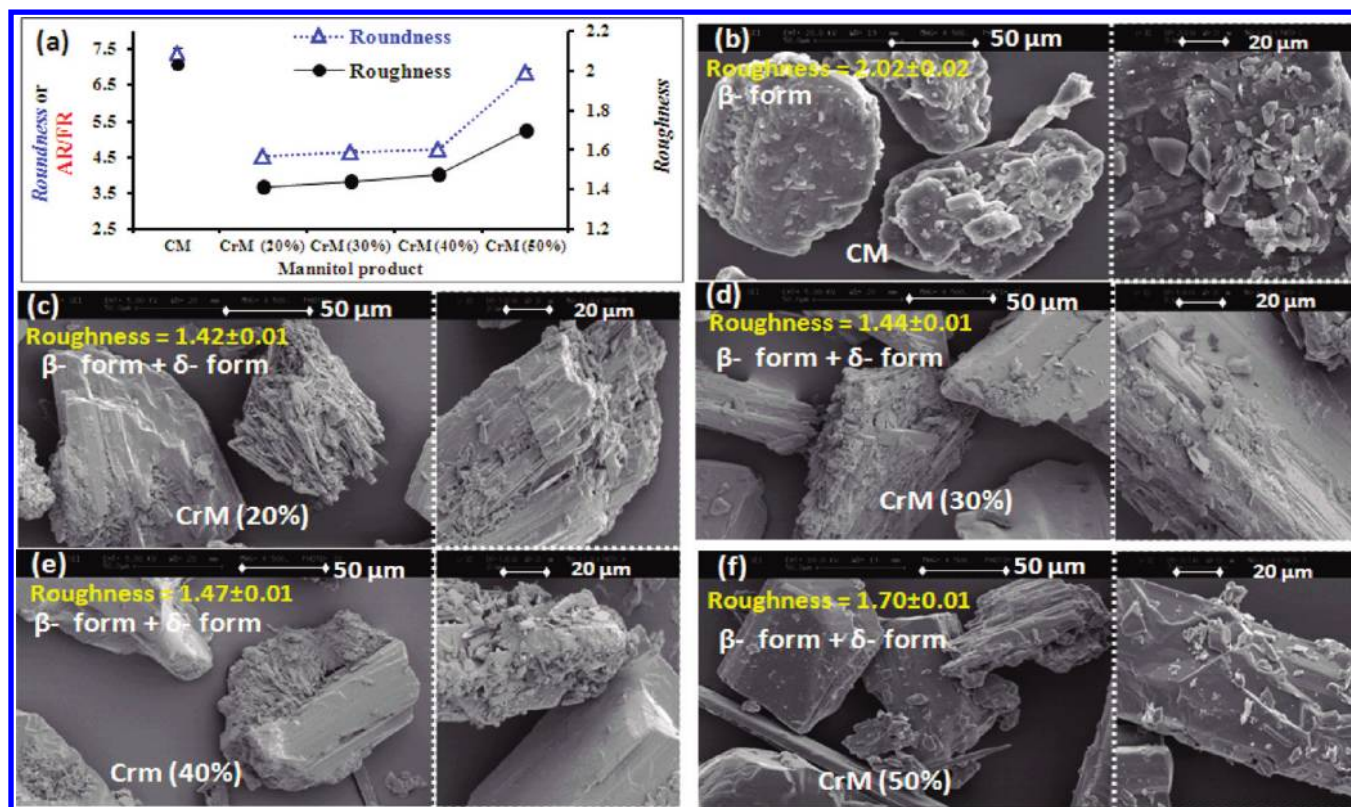 (a)
7.5
6.5
5.5
4.5
3.5
2.5
Roundness or
AR/FR
Roundness
Roughness
2.2
2
1.8
1.6
1.4
1.2
Roughness
CM
CrM (20%)
CrM (30%)
CrM (40%)
CrM (50%)
Mannitol product
(b)
50 µm
20 µm
Roughness = 2.02±0.02
β- form
CM
(c)
50 µm
20 µm
Roughness = 1.42±0.01
β- form + δ- form
CrM (20%)
(d)
50 µm
20 µm
Roughness = 1.44±0.01
β- form + δ- form
CrM (30%)
(e)
50 µm
20 µm
Roughness = 1.47±0.01
β- form + δ- form
Crm (40%)
(f)
50 µm
20 µm
Roughness = 1.70±0.01
β- form + δ- form
CrM (50%)